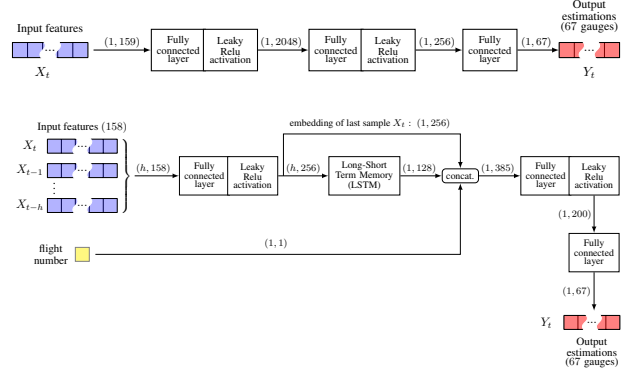 Input features
X_t
(1, 159)
Fully
connected
layer
Leaky
Relu
activation
(1, 2048)
Fully
connected
layer
Leaky
Relu
activation
(1, 256)
Fully
connected
layer
(1, 67)
Output
estimations
(67 gauges)
...
Y_t
Input features (158)
X_t
...
X_{t−1}
...
⋮
X_{t−h}
...
(h, 158)
Fully
connected
layer
Leaky
Relu
activation
embedding of last sample X_t : (1, 256)
(h, 256)
Long-Short
Term Memory
(LSTM)
(1, 128)
concat.
(1, 385)
Fully
connected
layer
Leaky
Relu
activation
(1, 200)
flight
number
(1, 1)
Fully
connected
layer
(1, 67)
Y_t
...
Output
estimations
(67 gauges)